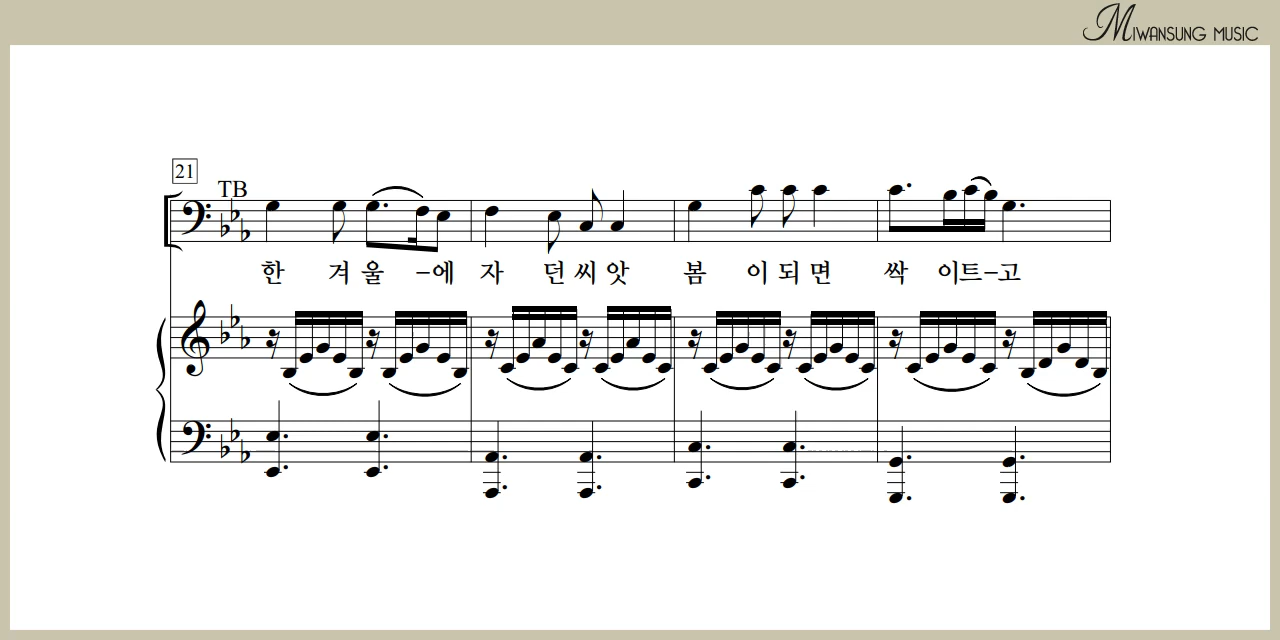 MIWANSUNG MUSIC
21
TB
한 겨 울 -에 자 던 씨 앗 봄 이 되 면 싹 이트-고